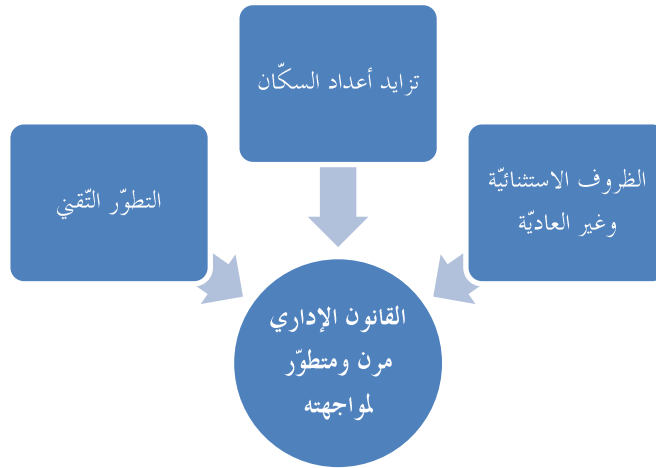 تزايد أعداد السكّان
الظروف الاستثنائيّة
وغير العاديّة
التطوّر التّقني
القانون الإداري
مرن ومتطوّر
لمواجهته